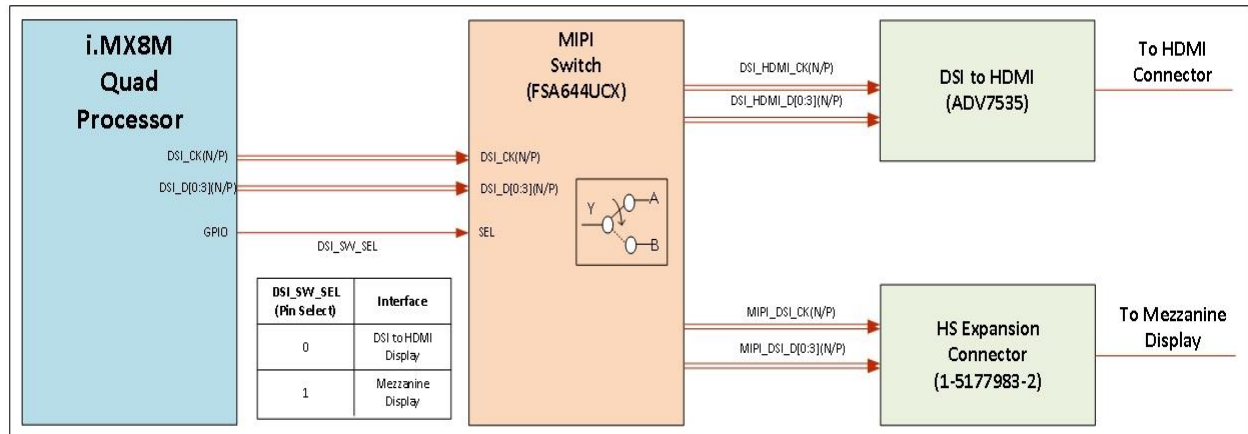 i.MX8M
Quad
Processor
DSI_CK(N/P)
DSI_D[0:3](N/P)
GPIO
DSI_SW_SEL
DSI_SW_SEL
(Pin Select)
Interface
0
DSI to HDMI
Display
1
Mezzanine
Display
MIPI
Switch
(FSA644UCX)
DSI_CK(N/P)
DSI_D[0:3](N/P)
SEL
Y
A
B
DSI_HDMI_CK(N/P)
DSI_HDMI_D[0:3](N/P)
MIPI_DSI_CK(N/P)
MIPI_DSI_D[0:3](N/P)
DSI to HDMI
(ADV7535)
To HDMI
Connector
HS Expansion
Connector
(1-5177983-2)
To Mezzanine
Display